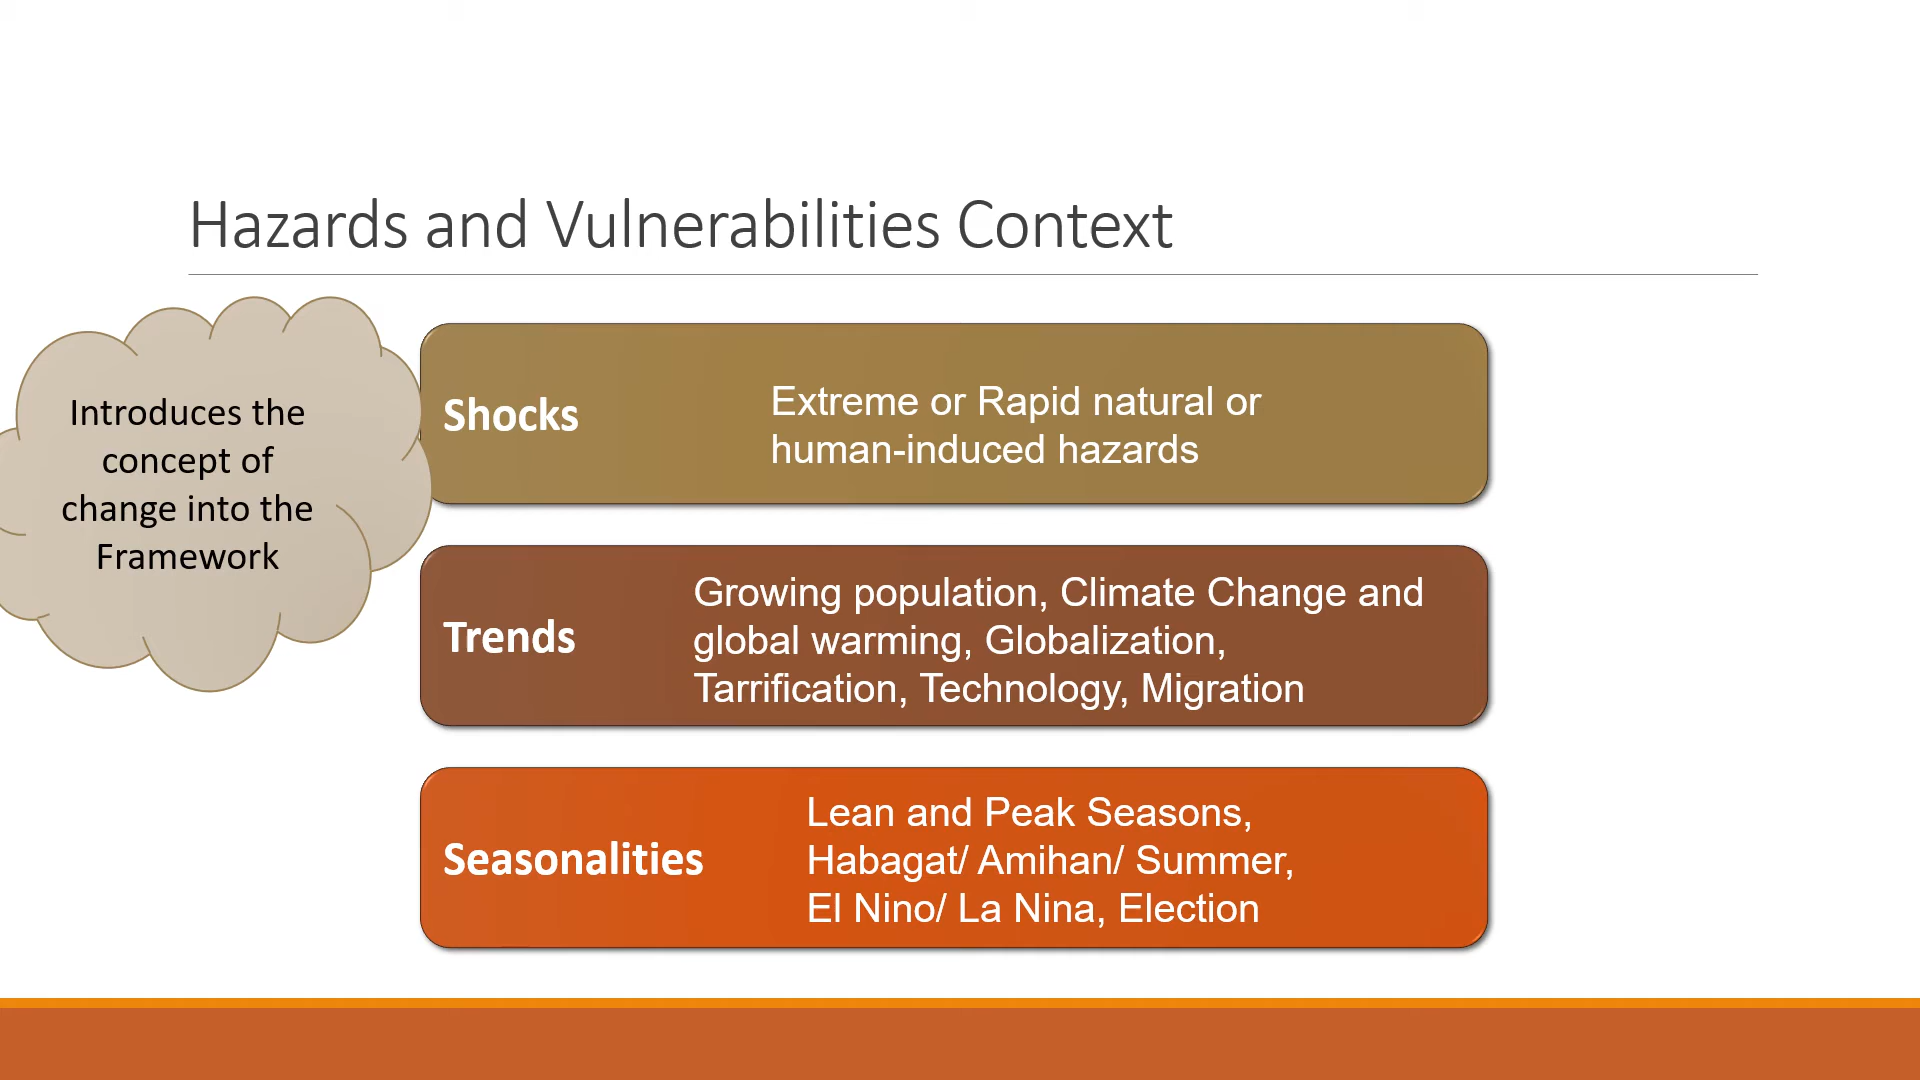 Hazards and Vulnerabilities Context
Introduces the
concept of
change into the
Framework
Shocks
Extreme or Rapid natural or
human-induced hazards
Trends
Growing population, Climate Change and
global warming, Globalization,
Tarrification, Technology, Migration
Seasonalities
Lean and Peak Seasons,
Habagat/ Amihan/ Summer,
El Nino/ La Nina, Election